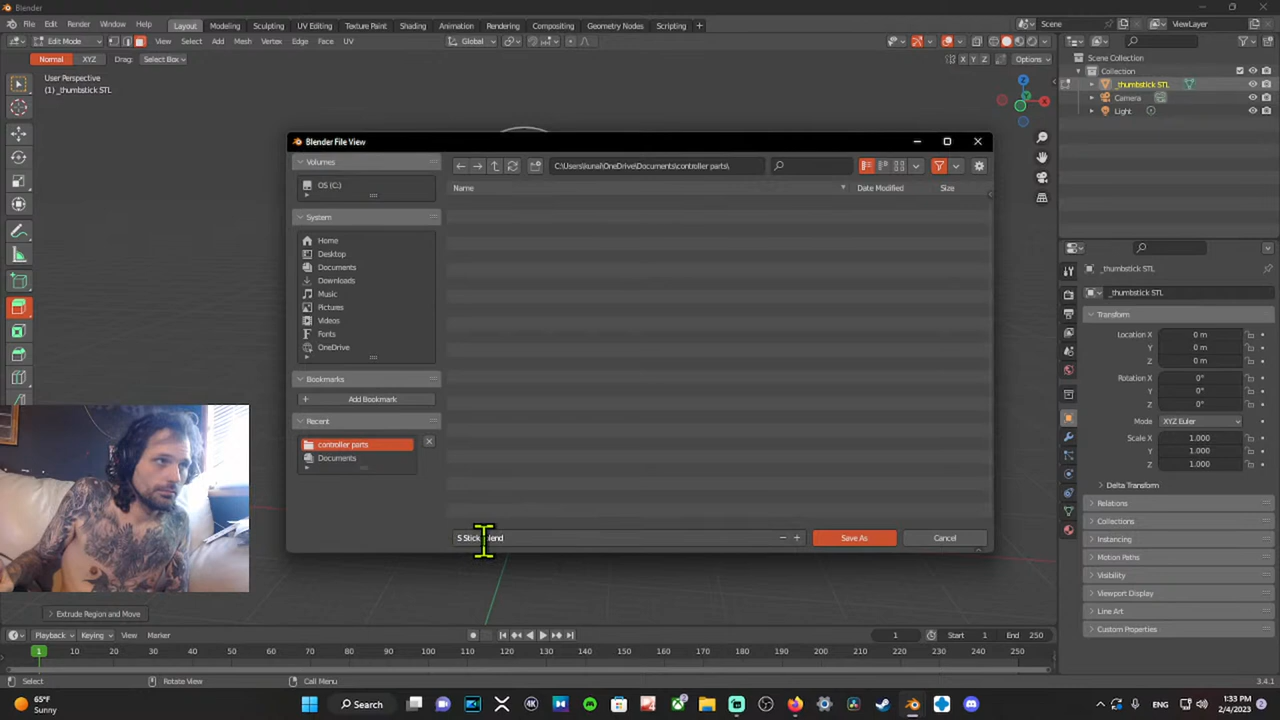 Blender
File Edit Render Window Help
Layout Modeling Sculpting UV Editing Texture Paint Shading Animation Rendering Compositing Geometry Nodes Scripting +
Scene ViewLayer
Edit Mode View Select Add Mesh Vertex Edge Face UV Global
Normal XYZ Drag: Select Box X Y Z Options
User Perspective
(1) _thumbstick STL
Z Y X
Scene Collection
Collection
_thumbstick STL
Camera
Light
Blender File View
Volumes
OS (C:)
System
Home
Desktop
Documents
Downloads
Music
Pictures
Videos
Fonts
OneDrive
Bookmarks
Add Bookmark
Recent
controller parts
Documents
C:\Users\kunai\OneDrive\Documents\controller parts\
Name Date Modified Size
S Stick
Save As Cancel
_thumbstick STL
_thumbstick STL
Transform
Location X 0 m
Y 0 m
Z 0 m
Rotation X 0°
Y 0°
Z 0°
Mode XYZ Euler
Scale X 1.000
Y 1.000
Z 1.000
Delta Transform
Relations
Collections
Instancing
Motion Paths
Visibility
Viewport Display
Line Art
Custom Properties
Extrude Region and Move
Playback Keying View Marker 1 Start 1 End 250
1 10 20 30 40 50 60 70 80 90 100 110 120 130 140 150 160 170 180 190 200 210 220 230 240 250
Select Rotate View Call Menu 3.4.1
65°F
Sunny
Search
ENG
1:33 PM
2/4/2023